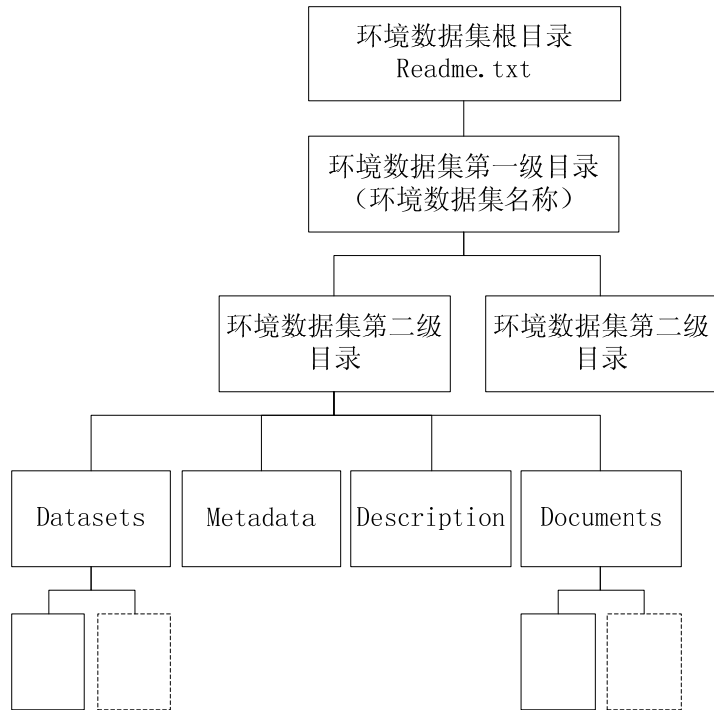 环境数据集根目录
Readme.txt
环境数据集第一级目录
（环境数据集名称）
环境数据集第二级
目录
环境数据集第二级
目录
Datasets
Metadata
Description
Documents